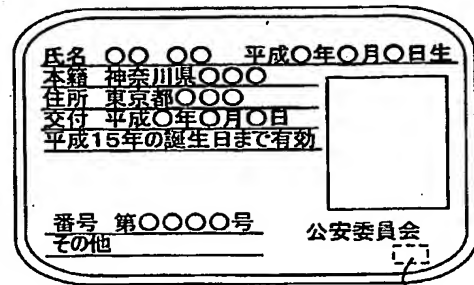 氏名 〇〇 〇〇 平成〇年〇月〇日生
本籍 神奈川県〇〇〇
住所 東京都〇〇〇
交付 平成〇年〇月〇日
平成15年の誕生日まで有効
番号 第〇〇〇〇号
その他
公安委員会